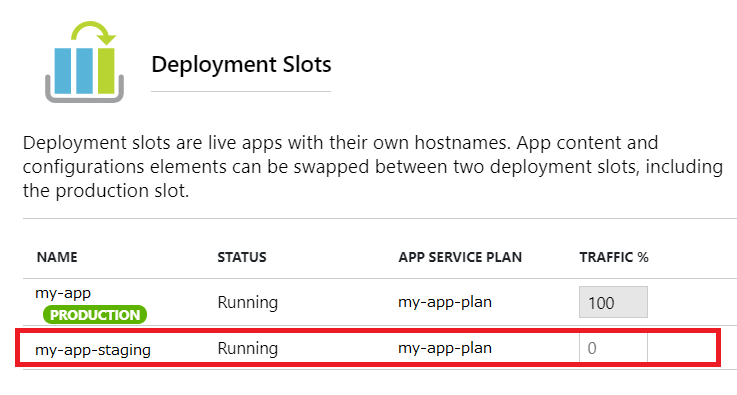 Deployment Slots
Deployment slots are live apps with their own hostnames. App content and
configurations elements can be swapped between two deployment slots, including
the production slot.
NAME STATUS APP SERVICE PLAN TRAFFIC %
my-app Running my-app-plan 100
PRODUCTION
my-app-staging Running my-app-plan 0